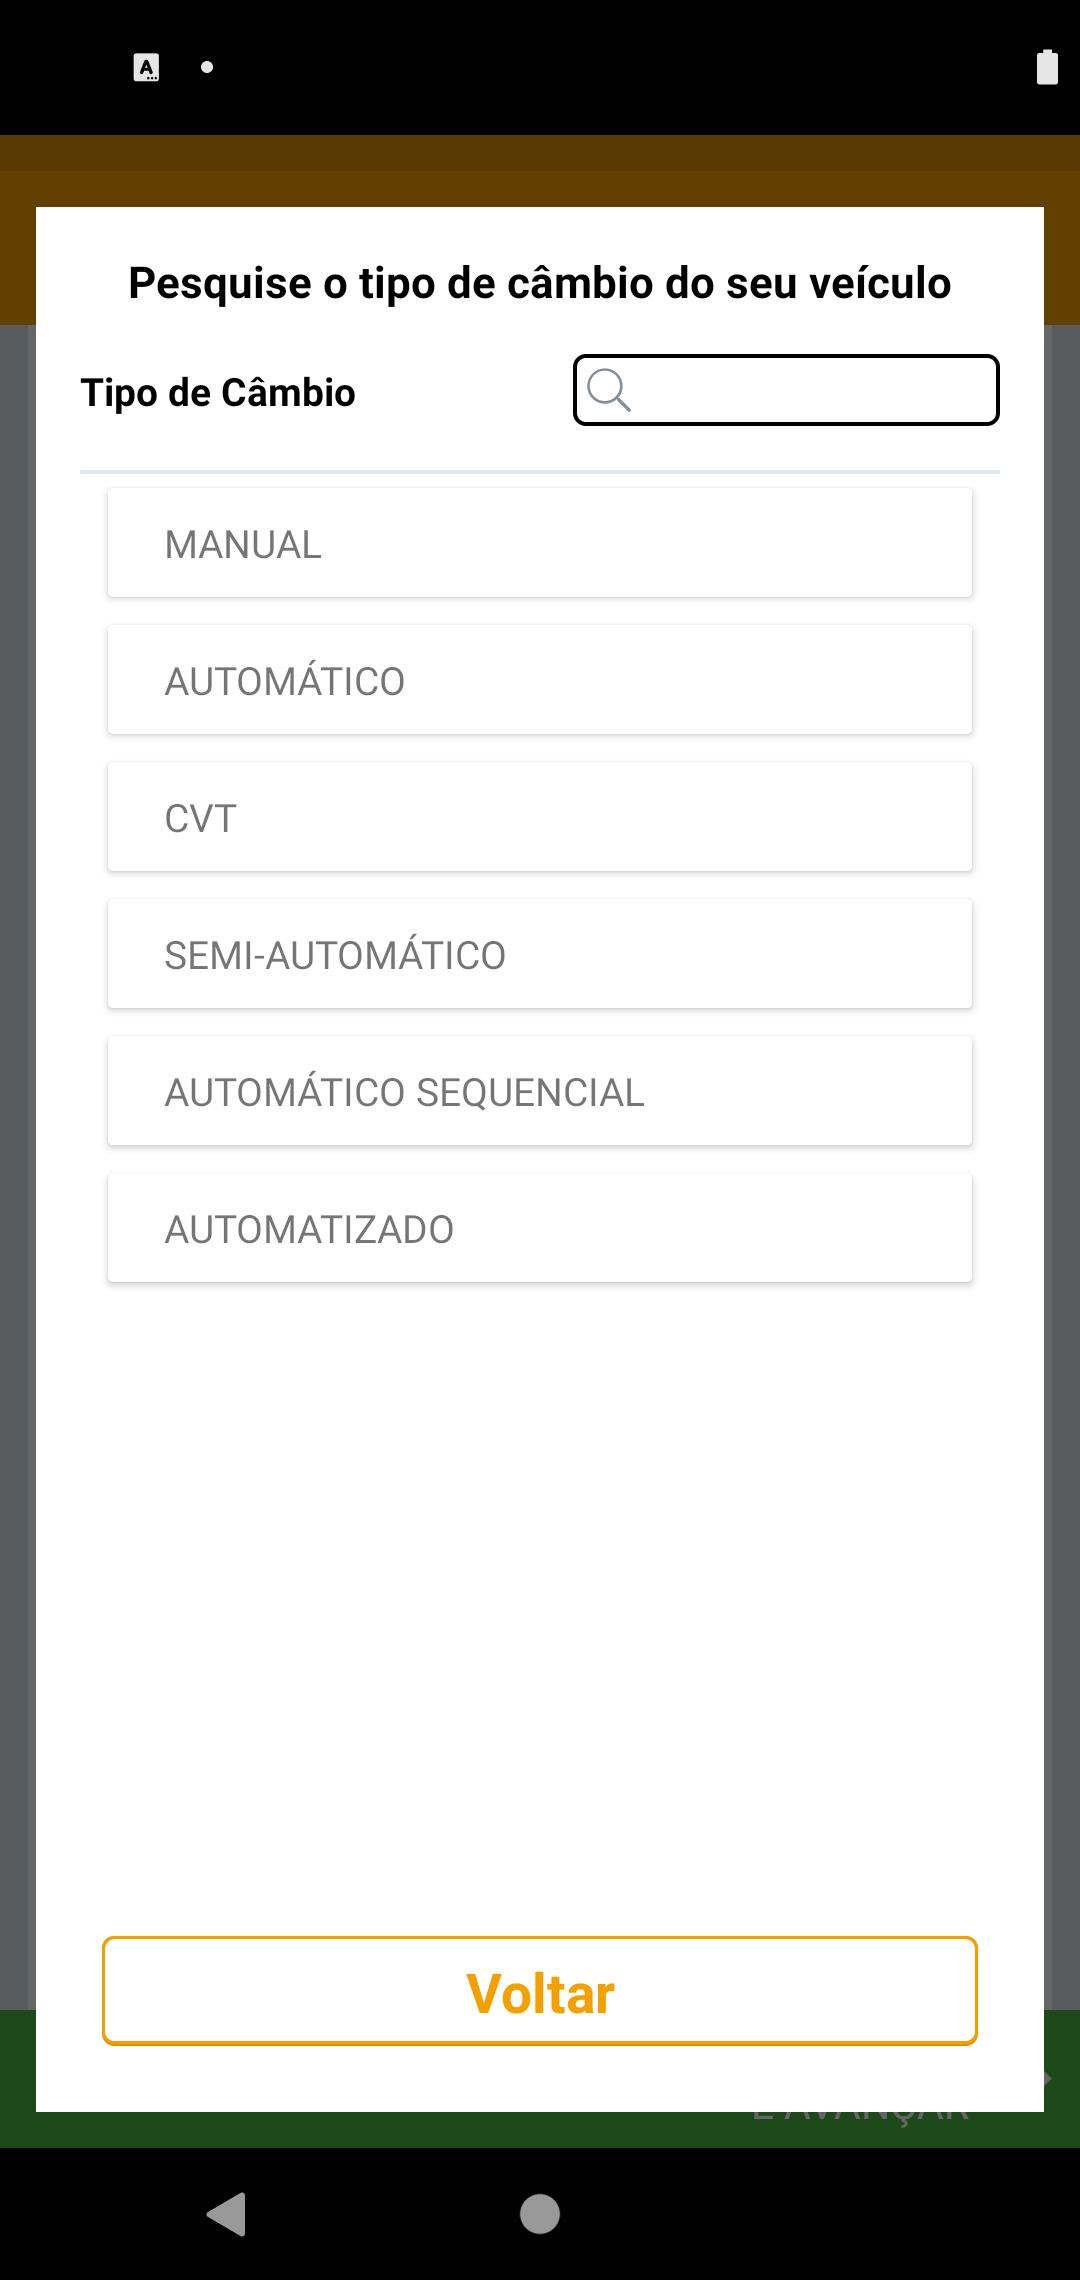 Pesquise o tipo de câmbio do seu veículo
Tipo de Câmbio
MANUAL
AUTOMÁTICO
CVT
SEMI-AUTOMÁTICO
AUTOMÁTICO SEQUENCIAL
AUTOMATIZADO
Voltar
E AVANÇAR